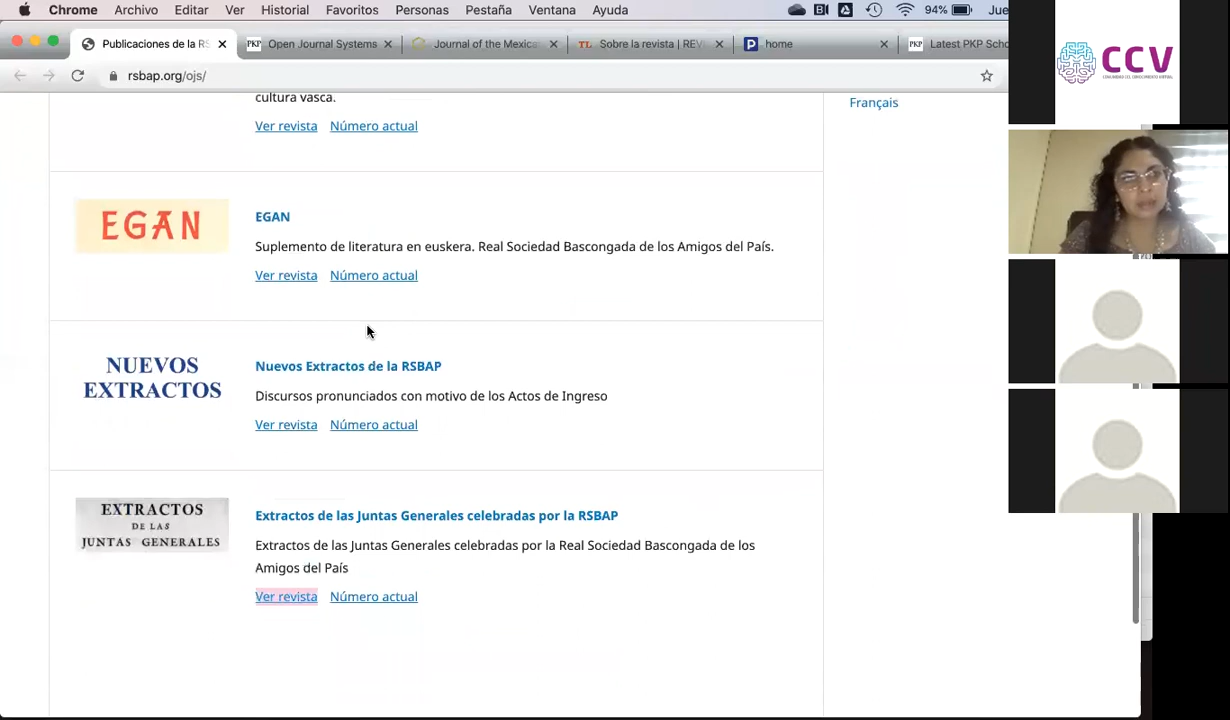 Chrome Archivo Editar Ver Historial Favoritos Personas Pestaña Ventana Ayuda 94% Jue
Publicaciones de la RS
PKP Open Journal Systems
Journal of the Mexica
TL Sobre la revista | REV
home
PKP Latest PKP Scho
rsbap.org/ojs/
CCV
cultura vasca.
Ver revista Número actual
Français
EGAN
EGAN
Suplemento de literatura en euskera. Real Sociedad Bascongada de los Amigos del País.
Ver revista Número actual
NUEVOS
EXTRACTOS
Nuevos Extractos de la RSBAP
Discursos pronunciados con motivo de los Actos de Ingreso
Ver revista Número actual
EXTRACTOS
DE LAS
JUNTAS GENERALES
Extractos de las Juntas Generales celebradas por la RSBAP
Extractos de las Juntas Generales celebradas por la Real Sociedad Bascongada de los
Amigos del País
Ver revista Número actual